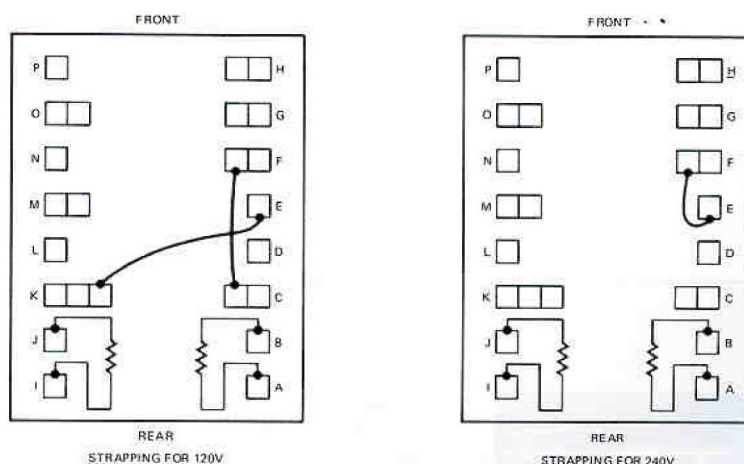 FRONT
P
H
O
G
N
F
M
E
L
D
K
C
J
B
I
A
REAR
STRAPPING FOR 120V
FRONT
P
H
O
G
N
F
M
E
L
D
K
C
J
B
I
A
REAR
STRAPPING FOR 240V